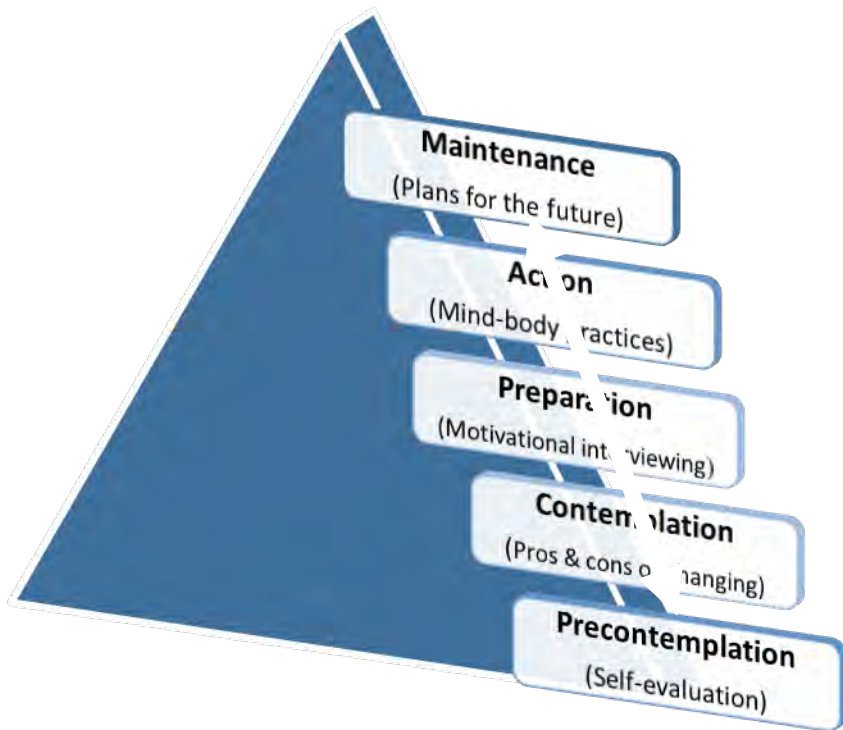 Maintenance
(Plans for the future)
Action
(Mind-body practices)
Preparation
(Motivational interviewing)
Contemplation
(Pros & cons of changing)
Precontemplation
(Self-evaluation)